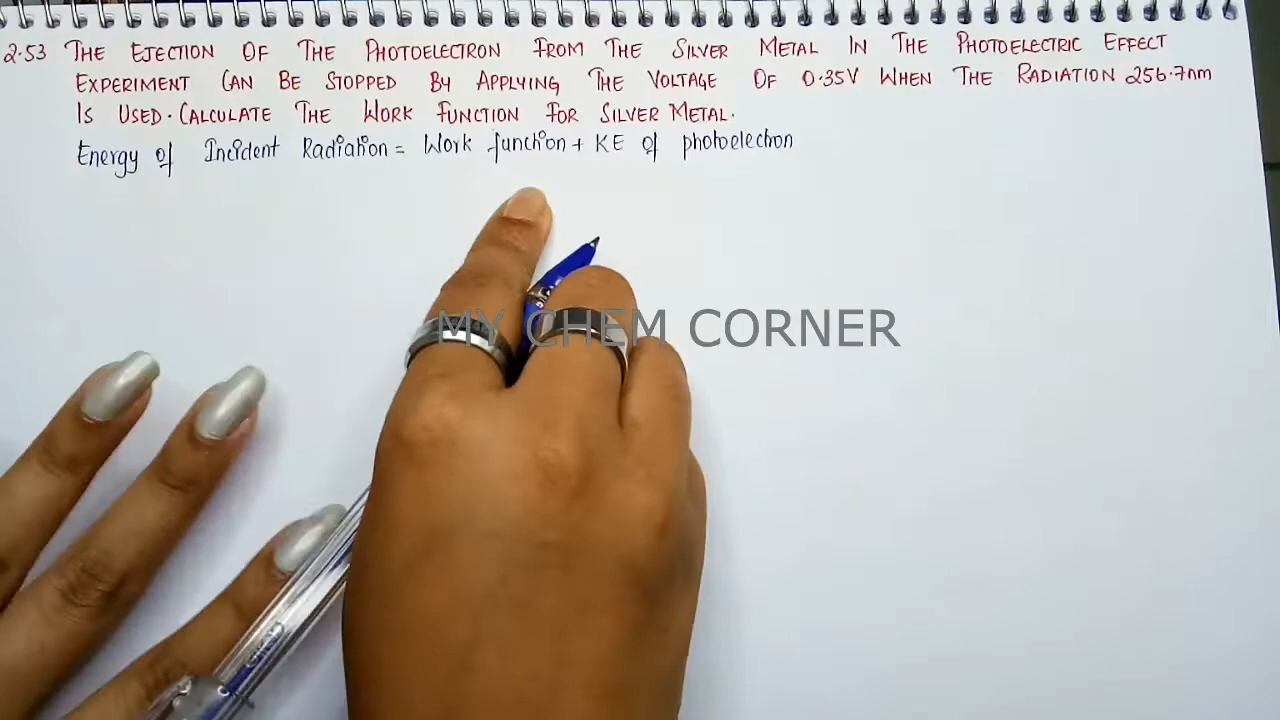 2.53 THE EJECTION OF THE PHOTOELECTRON FROM THE SILVER METAL IN THE PHOTOELECTRIC EFFECT
EXPERIMENT CAN BE STOPPED BY APPLYING THE VOLTAGE OF 0.35V WHEN THE RADIATION 256.7nm
IS USED. CALCULATE THE WORK FUNCTION FOR SILVER METAL.
Energy of Incident Radiation = Work function + KE of photoelectron
MY CHEM CORNER